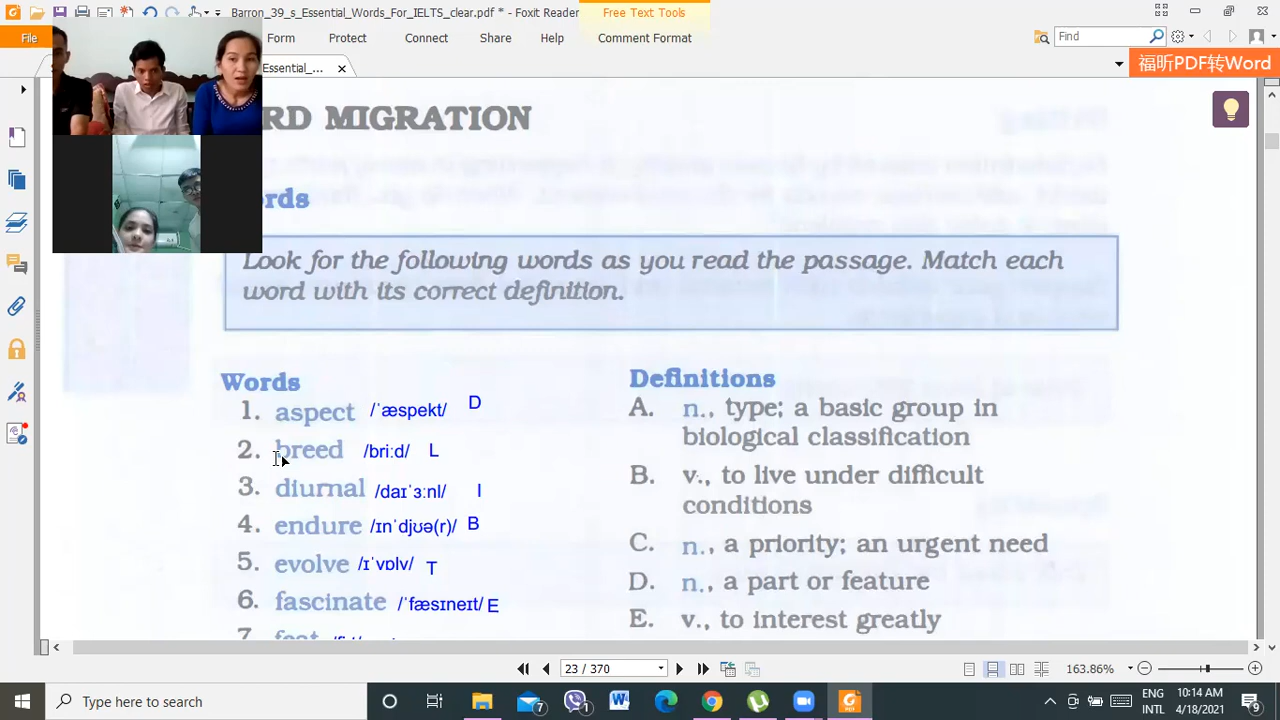 Barron_39_s_Essential_Words_For_IELTS_clear.pdf * - Foxit Reader
Free Text Tools
File
Form
Protect
Connect
Share
Help
Comment Format
Find
Essential_...
福昕PDF转Word
RD MIGRATION
rds
Look for the following words as you read the passage. Match each
word with its correct definition.
Words
1. aspect /ˈæspekt/ D
2. breed /briːd/ L
3. diurnal /daɪˈɜːnl/ I
4. endure /ɪnˈdjʊə(r)/ B
5. evolve /ɪˈvɒlv/ T
6. fascinate /ˈfæsɪneɪt/ E
7.
Definitions
A. n., type; a basic group in
biological classification
B. v., to live under difficult
conditions
C. n., a priority; an urgent need
D. n., a part or feature
E. v., to interest greatly
23 / 370
163.86%
Type here to search
7
1
ENG
INTL
10:14 AM
4/18/2021
9